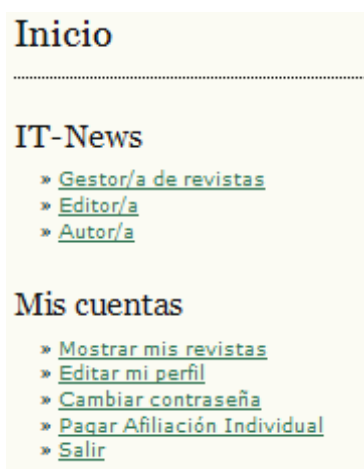 Inicio
IT-News
» Gestor/a de revistas
» Editor/a
» Autor/a
Mis cuentas
» Mostrar mis revistas
» Editar mi perfil
» Cambiar contraseña
» Pagar Afiliación Individual
» Salir